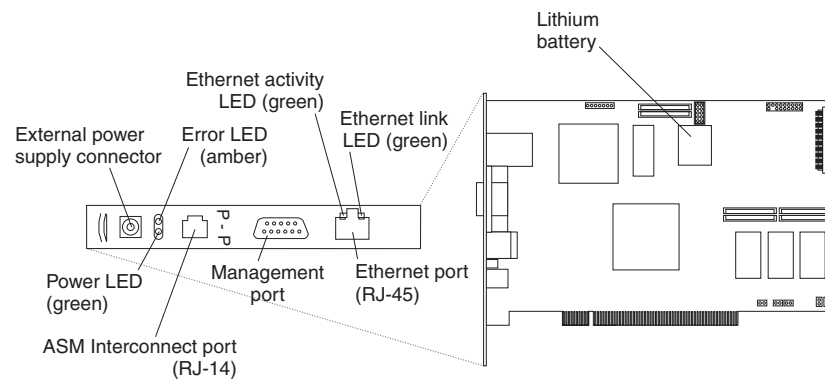 Lithium
battery
Ethernet activity
LED (green)
Ethernet link
LED (green)
External power
supply connector
Error LED
(amber)
P - P
Power LED
(green)
Management
port
Ethernet port
(RJ-45)
ASM Interconnect port
(RJ-14)